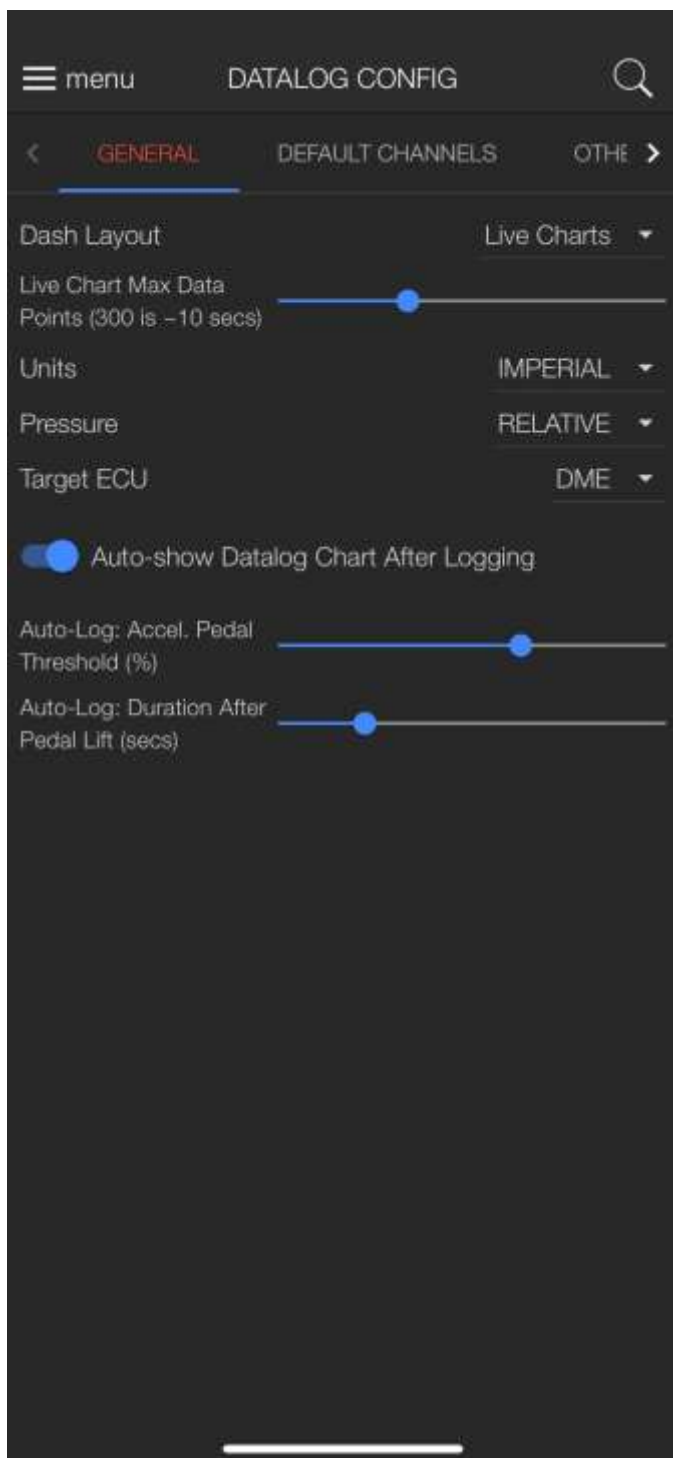 menu DATALOG CONFIG
GENERAL DEFAULT CHANNELS OTHE
Dash Layout Live Charts
Live Chart Max Data
Points (300 is ~10 secs)
Units IMPERIAL
Pressure RELATIVE
Target ECU DME
Auto-show Datalog Chart After Logging
Auto-Log: Accel. Pedal
Threshold (%)
Auto-Log: Duration After
Pedal Lift (secs)